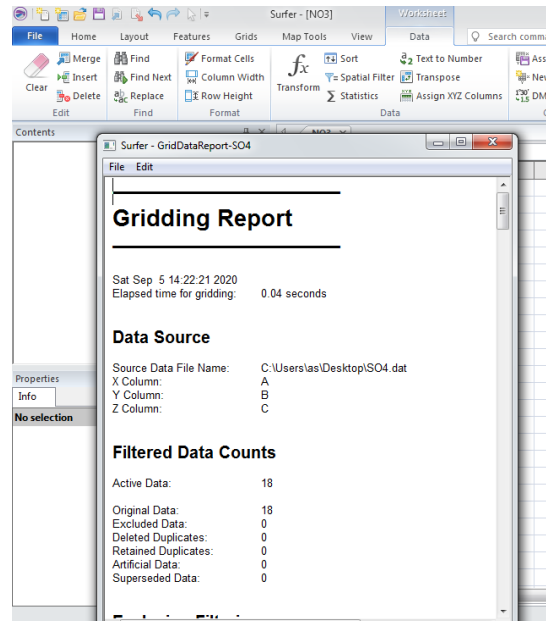 Surfer - [NO3]
Worksheet
File Home Layout Features Grids Map Tools View Data Search comma
Clear
Merge
Insert
Delete
Edit
Find
Find Next
Replace
Find
Format Cells
Column Width
Row Height
Format
Transform
Sort
Spatial Filter
Statistics
Text to Number
Transpose
Assign XYZ Columns
Data
Ass
New
DM
Contents
NO3
Surfer - GridDataReport-SO4
File Edit
Gridding Report
Sat Sep 5 14:22:21 2020
Elapsed time for gridding: 0.04 seconds
Data Source
Source Data File Name: C:\Users\as\Desktop\SO4.dat
X Column: A
Y Column: B
Z Column: C
Filtered Data Counts
Active Data: 18
Original Data: 18
Excluded Data: 0
Deleted Duplicates: 0
Retained Duplicates: 0
Artificial Data: 0
Superseded Data: 0
Properties
Info
No selection